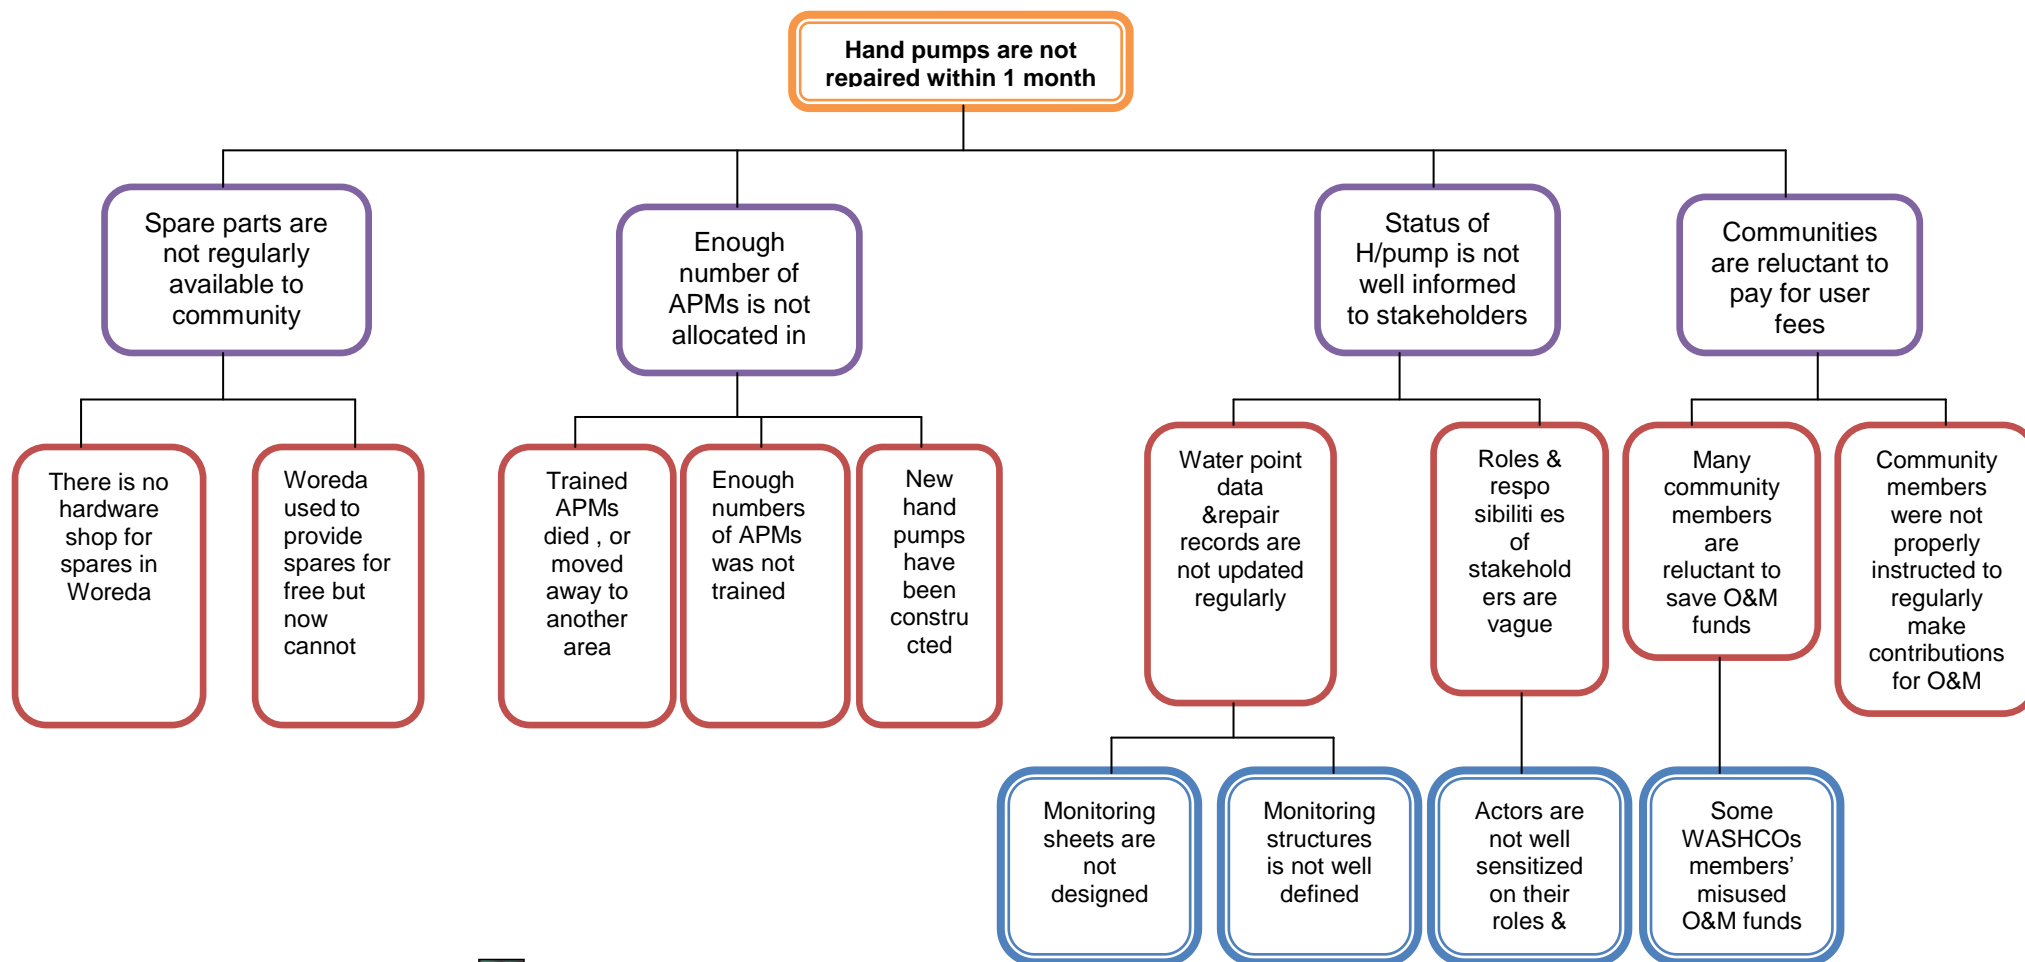 Hand pumps are not
repaired within 1 month
Spare parts are
not regularly
available to
community
Enough
number of
APMs is not
allocated in
Status of
H/pump is not
well informed
to stakeholders
Communities
are reluctant to
pay for user
fees
There is no
hardware
shop for
spares in
Woreda
Woreda
used to
provide
spares for
free but
now
cannot
Trained
APMs
died , or
moved
away to
another
area
Enough
numbers
of APMs
was not
trained
New
hand
pumps
have
been
constru
cted
Water point
data
&repair
records are
not updated
regularly
Roles &
respo
sibiliti es
of
stakehold
ers are
vague
Many
community
members
are
reluctant to
save O&M
funds
Community
members
were not
properly
instructed to
regularly
make
contributions
for O&M
Monitoring
sheets are
not
designed
Monitoring
structures
is not well
defined
Actors are
not well
sensitized
on their
roles &
Some
WASHCOs
members’
misused
O&M funds